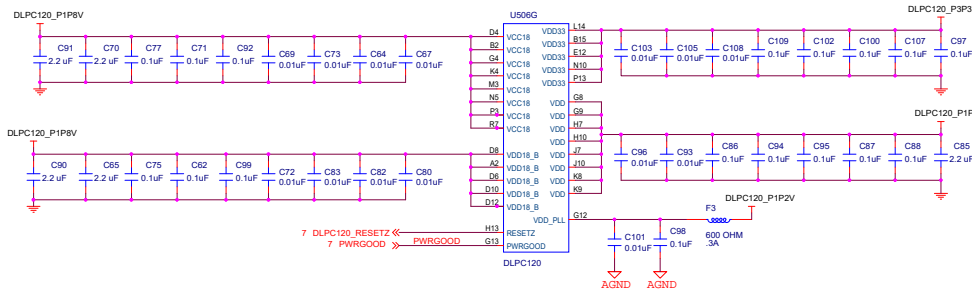 DLPC120_P1P8V
U506G
DLPC120_P3P3
C91
2.2 uF
C70
2.2 uF
C77
0.1uF
C71
0.1uF
C92
0.1uF
C69
0.01uF
C73
0.01uF
C64
0.01uF
C67
0.01uF
D4 VCC18
B2 VCC18
G4 VCC18
K4 VCC18
M3 VCC18
N5 VCC18
P3 VCC18
R7 VCC18
VDD33 L14
VDD33 B15
VDD33 E12
VDD33 N10
VDD33 P13
VDD G8
VDD G9
VDD H7
VDD H10
VDD J7
VDD J10
VDD K8
VDD K9
VDD_PLL G12
C103
0.01uF
C105
0.01uF
C108
0.01uF
C109
0.1uF
C102
0.1uF
C100
0.1uF
C107
0.1uF
C97
0.1uF
DLPC120_P1P8V
DLPC120_P1P
C90
2.2 uF
C65
2.2 uF
C75
0.1uF
C62
0.1uF
C99
0.1uF
C72
0.01uF
C83
0.01uF
C82
0.01uF
C80
0.01uF
D8 VDD18_B
A2 VDD18_B
D6 VDD18_B
D10 VDD18_B
D12 VDD18_B
C96
0.01uF
C93
0.01uF
C86
0.1uF
C94
0.1uF
C95
0.1uF
C87
0.1uF
C88
0.1uF
C85
2.2 uF
DLPC120_P1P2V
F3
600 OHM
.3A
7 DLPC120_RESETZ
H13 RESETZ
7 PWRGOOD
PWRGOOD
G13 PWRGOOD
C101
0.01uF
C98
0.1uF
DLPC120
AGND
AGND